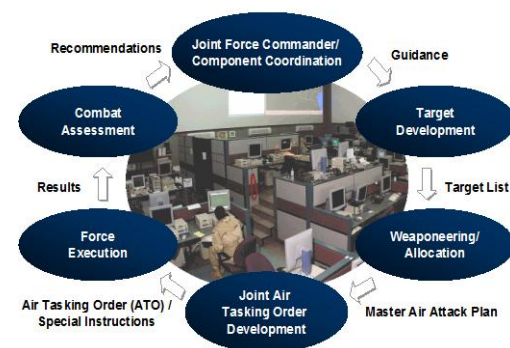 Joint Force Commander/
Component Coordination
Guidance
Target
Development
Target List
Weaponeering/
Allocation
Master Air Attack Plan
Joint Air
Tasking Order
Development
Air Tasking Order (ATO) /
Special Instructions
Force
Execution
Results
Combat
Assessment
Recommendations